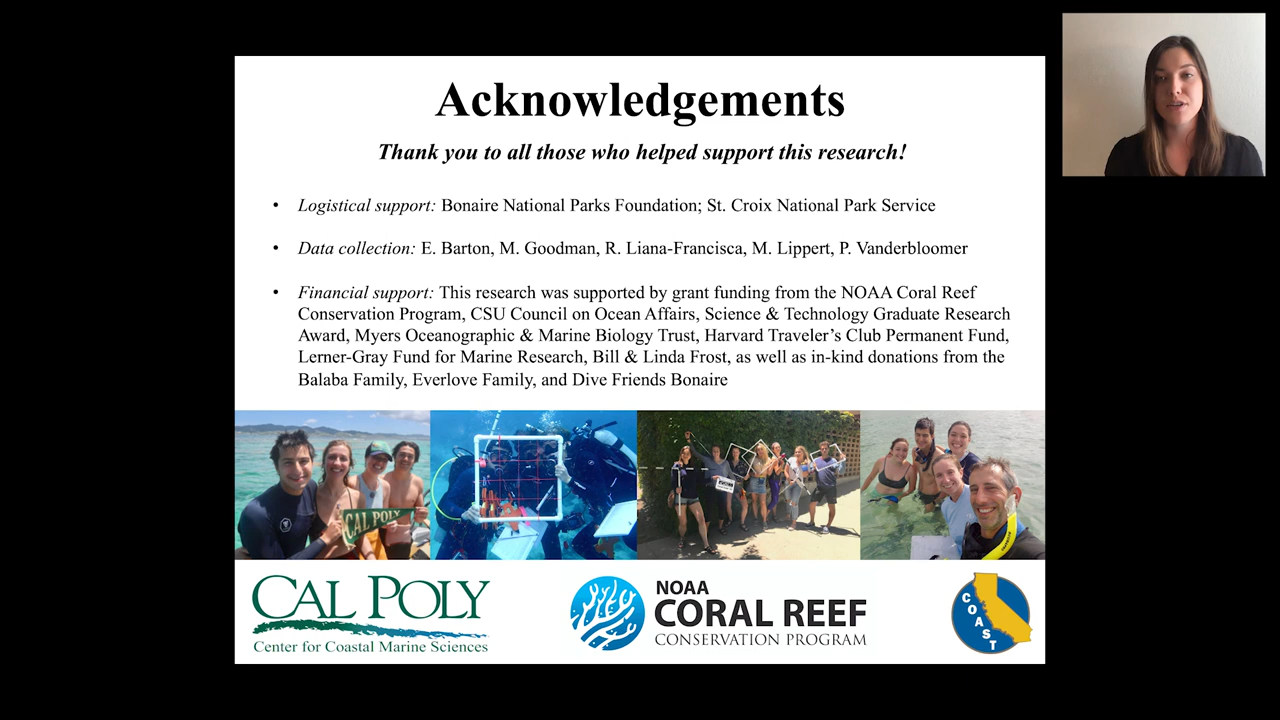 Acknowledgements
Thank you to all those who helped support this research!
• Logistical support: Bonaire National Parks Foundation; St. Croix National Park Service
• Data collection: E. Barton, M. Goodman, R. Liana-Francisca, M. Lippert, P. Vanderbloomer
• Financial support: This research was supported by grant funding from the NOAA Coral Reef
Conservation Program, CSU Council on Ocean Affairs, Science & Technology Graduate Research
Award, Myers Oceanographic & Marine Biology Trust, Harvard Traveler’s Club Permanent Fund,
Lerner-Gray Fund for Marine Research, Bill & Linda Frost, as well as in-kind donations from the
Balaba Family, Everlove Family, and Dive Friends Bonaire
CAL POLY
CAL POLY
Center for Coastal Marine Sciences
NOAA
CORAL REEF
CONSERVATION PROGRAM
COAST